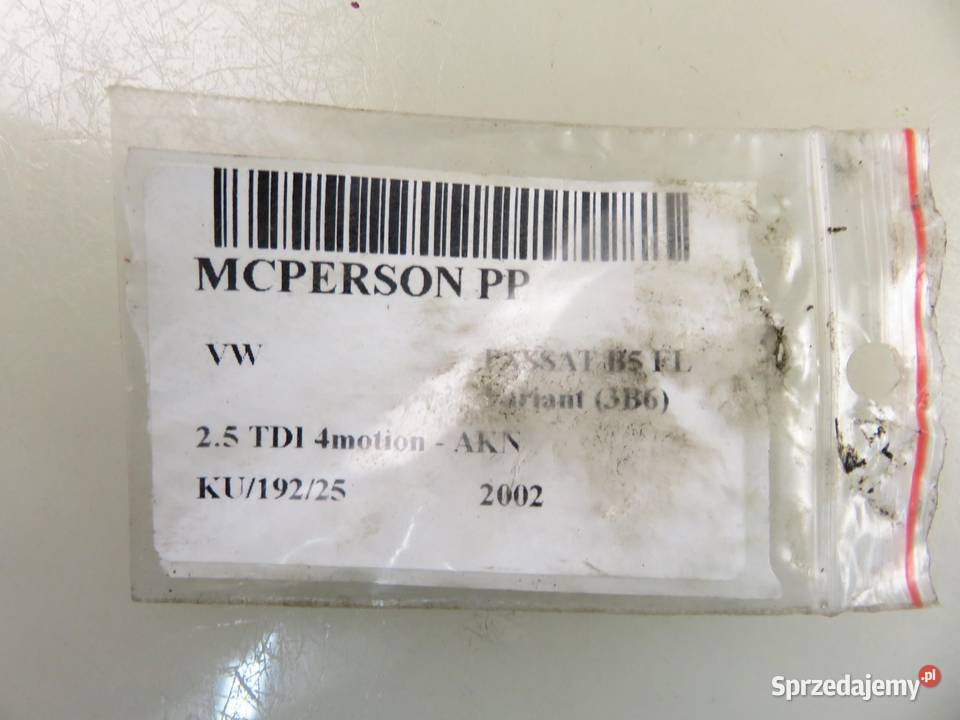 MCPERSON PP
VW PASSAT B5 FL
Variant (3B6)
2.5 TDI 4motion - AKN
KU/192/25 2002
Sprzedajemy.pl